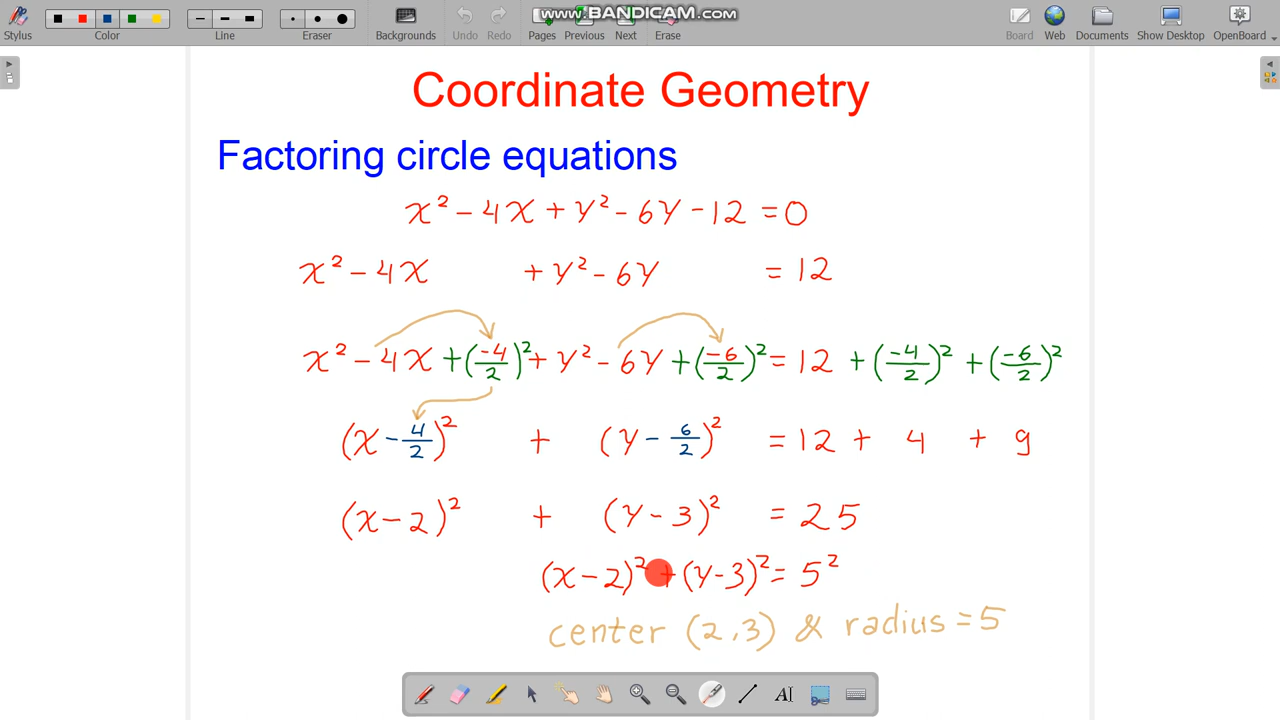 www.BANDICAM.com
Stylus Color Line Eraser Backgrounds Undo Redo Pages Previous Next Erase Board Web Documents Show Desktop OpenBoard
Coordinate Geometry
Factoring circle equations
x² - 4x + y² - 6y - 12 = 0
x² - 4x + y² - 6y = 12
x² - 4x + (-4/2)² + y² - 6y + (-6/2)² = 12 + (-4/2)² + (-6/2)²
(x - 4/2)² + (y - 6/2)² = 12 + 4 + 9
(x - 2)² + (y - 3)² = 25
(x - 2)² + (y - 3)² = 5²
center (2,3) & radius = 5
AI